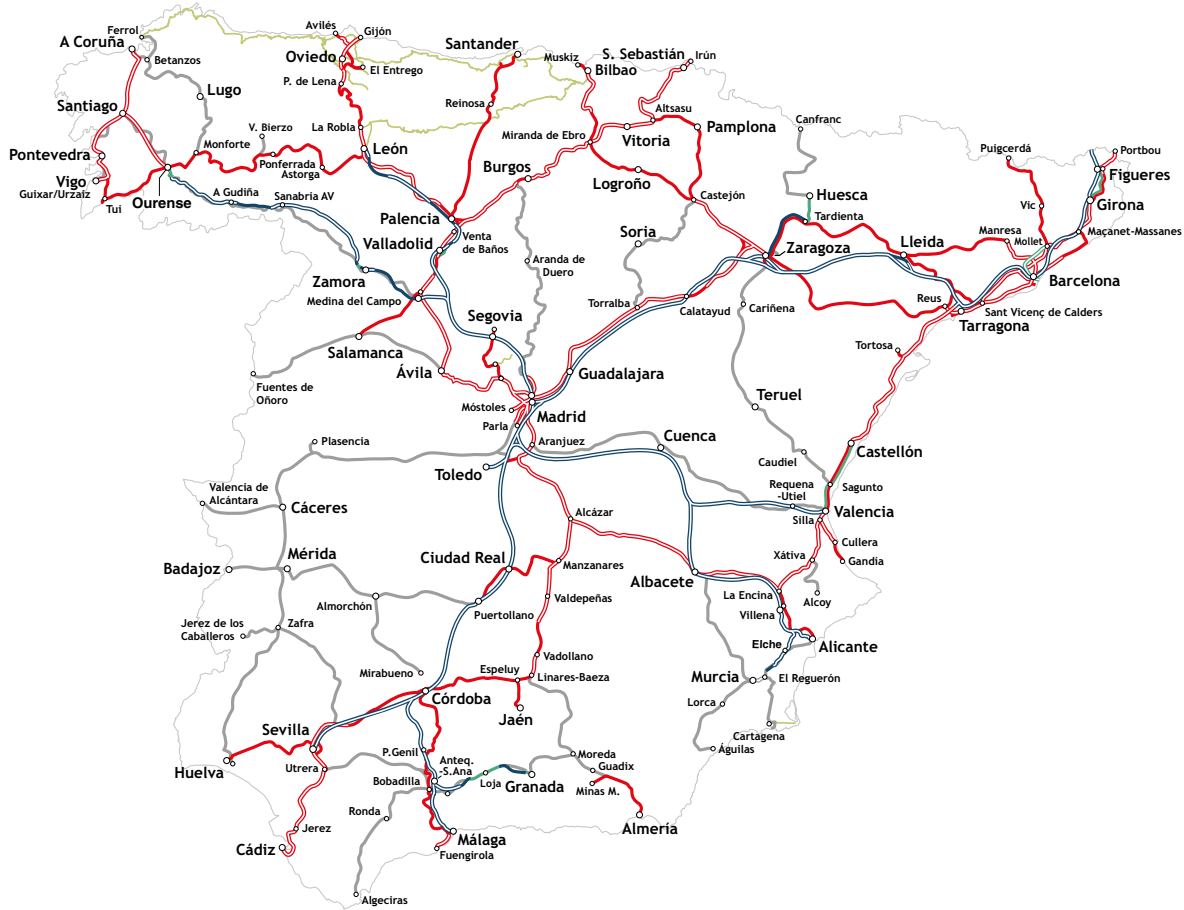 Ferrol
A Coruña
Betanzos
Avilés
Gijón
Oviedo
El Entrego
P. de Lena
Santander
Muskiz
Bilbao
S. Sebastián
Irún
Lugo
Santiago
Reinosa
Altsasu
V. Bierzo
La Robla
Miranda de Ebro
Vitoria
Pamplona
Canfranc
Monforte
León
Pontevedra
Ponferrada
Astorga
Burgos
Logroño
Puigcerdá
Portbou
Figueres
Vigo
Guixar/Urzaiz
Tui
Ourense
A Gudiña
Sanabria AV
Castejón
Huesca
Vic
Girona
Palencia
Tardienta
Valladolid
Venta
de Baños
Soria
Zaragoza
Lleida
Manresa
Mollet
Maçanet-Massanes
Aranda de
Duero
Zamora
Medina del Campo
Barcelona
Torralba
Calatayud
Cariñena
Reus
Sant Vicenç de Calders
Tarragona
Segovia
Salamanca
Tortosa
Ávila
Guadalajara
Fuentes de
Oñoro
Teruel
Móstoles
Madrid
Parla
Plasencia
Aranjuez
Cuenca
Castellón
Caudiel
Toledo
Requena
-Utiel
Sagunto
Valencia de
Alcántara
Cáceres
Valencia
Alcázar
Silla
Cullera
Mérida
Ciudad Real
Xátiva
Gandia
Badajoz
Manzanares
Albacete
Almorchón
Valdepeñas
La Encina
Alcoy
Puertollano
Villena
Jerez de los
Caballeros
Zafra
Elche
Alicante
Vadollano
Mirabueno
Espeluy
Linares-Baeza
Murcia
El Reguerón
Córdoba
Lorca
Jaén
Sevilla
Cartagena
P.Genil
Águilas
Huelva
Utrera
Anteq.
-S.Ana
Moreda
Bobadilla
Guadix
Loja
Granada
Minas M.
Ronda
Jerez
Málaga
Almería
Cádiz
Fuengirola
Algeciras